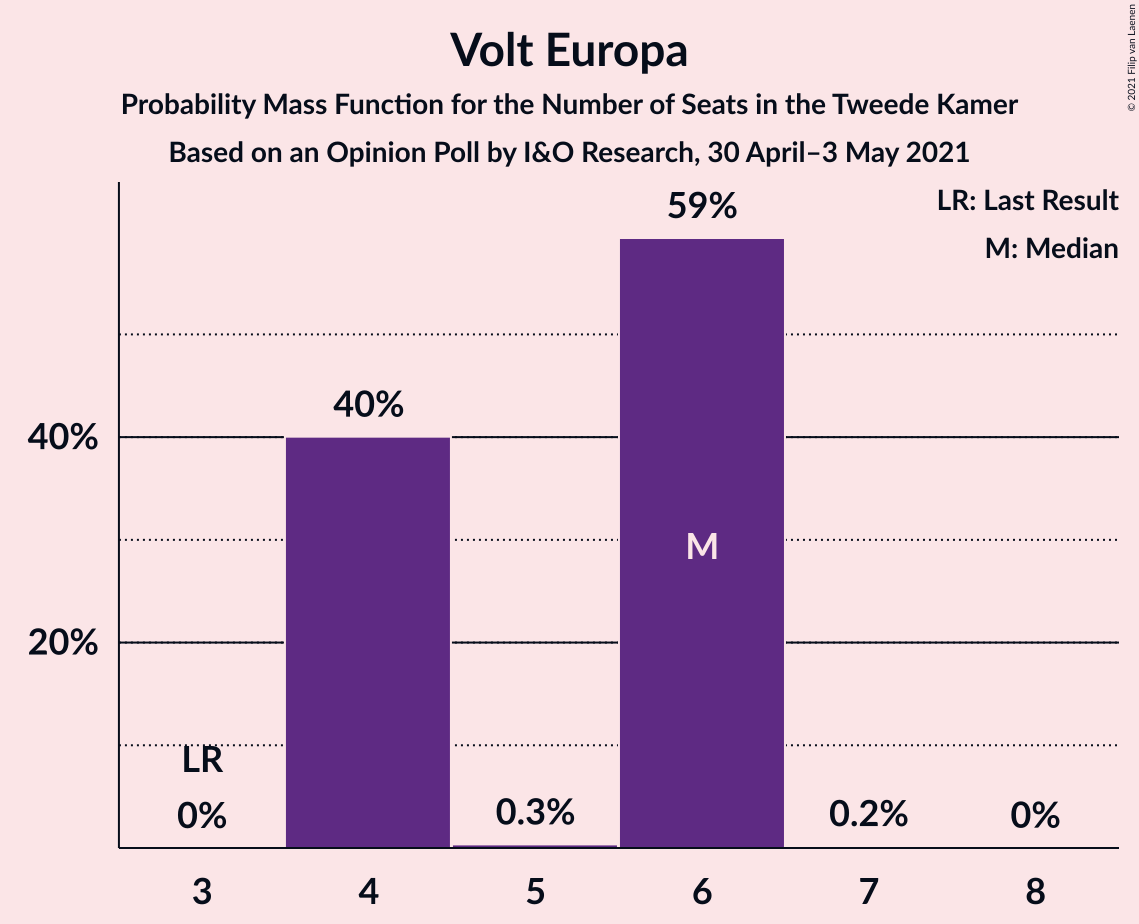 Volt Europa
Probability Mass Function for the Number of Seats in the Tweede Kamer
Based on an Opinion Poll by I&O Research, 30 April–3 May 2021
© 2021 Filip van Laenen
LR: Last Result
M: Median
59%
40%
40%
M
20%
LR
0%
0.3%
0.2%
0%
3 4 5 6 7 8